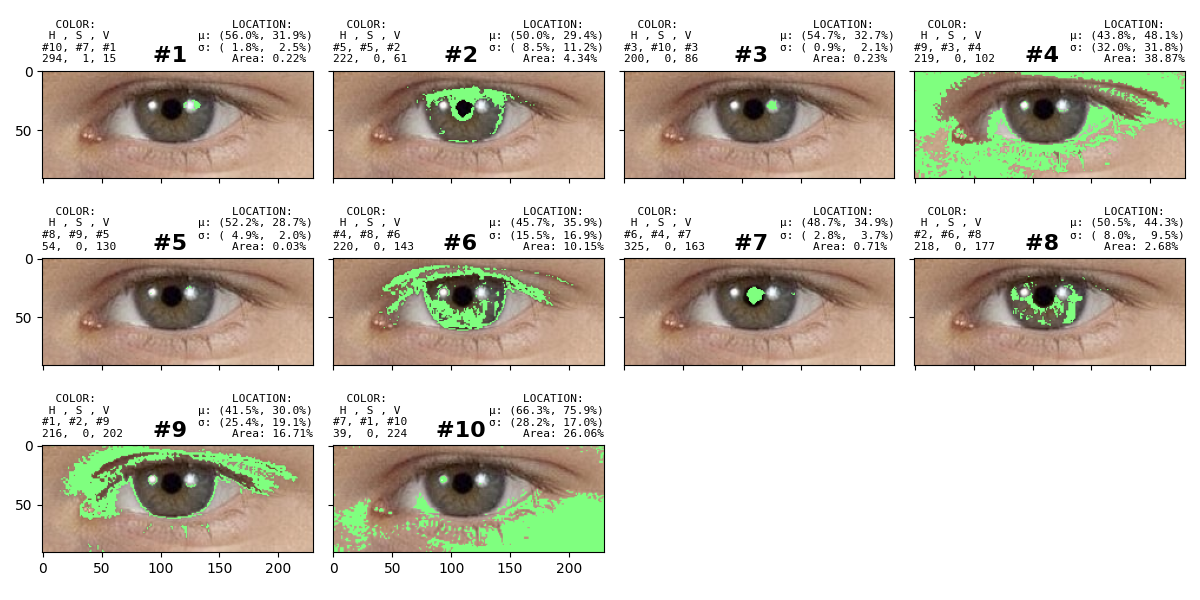 COLOR: LOCATION:
H , S , V μ: (56.0%, 31.9%)
#10, #7, #1 #1 σ: ( 1.8%, 2.5%)
294, 1, 15 Area: 0.22%
COLOR: LOCATION:
H , S , V μ: (50.0%, 29.4%)
#5, #5, #2 #2 σ: ( 8.5%, 11.2%)
222, 0, 61 Area: 4.34%
COLOR: LOCATION:
H , S , V μ: (54.7%, 32.7%)
#3, #10, #3 #3 σ: ( 0.9%, 2.1%)
200, 0, 86 Area: 0.23%
COLOR: LOCATION:
H , S , V μ: (43.8%, 48.1%)
#9, #3, #4 #4 σ: (32.0%, 31.8%)
219, 0, 102 Area: 38.87%
0
50
COLOR: LOCATION:
H , S , V μ: (52.2%, 28.7%)
#8, #9, #5 #5 σ: ( 4.9%, 2.0%)
54, 0, 130 Area: 0.03%
COLOR: LOCATION:
H , S , V μ: (45.7%, 35.9%)
#4, #8, #6 #6 σ: (15.5%, 16.9%)
220, 0, 143 Area: 10.15%
COLOR: LOCATION:
H , S , V μ: (48.7%, 34.9%)
#6, #4, #7 #7 σ: ( 2.8%, 3.7%)
325, 0, 163 Area: 0.71%
COLOR: LOCATION:
H , S , V μ: (50.5%, 44.3%)
#2, #6, #8 #8 σ: ( 8.0%, 9.5%)
218, 0, 177 Area: 2.68%
0
50
COLOR: LOCATION:
H , S , V μ: (41.5%, 30.0%)
#1, #2, #9 #9 σ: (25.4%, 19.1%)
216, 0, 202 Area: 16.71%
COLOR: LOCATION:
H , S , V μ: (66.3%, 75.9%)
#7, #1, #10 #10 σ: (28.2%, 17.0%)
39, 0, 224 Area: 26.06%
0
50
0 50 100 150 200
0 50 100 150 200